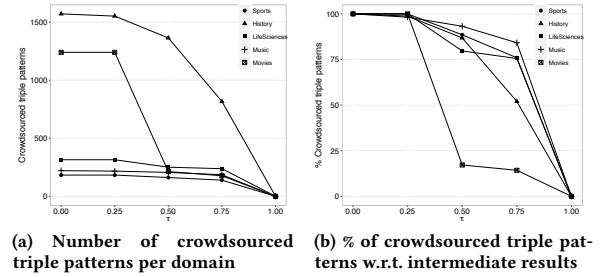 Crowdsourced triple patterns
1500
1000
500
0
0.00
0.25
0.50
0.75
1.00
τ
Sports
History
LifeSciences
Music
Movies
% Crowdsourced triple patterns
100
75
50
25
0
0.00
0.25
0.50
0.75
1.00
τ
Sports
History
LifeSciences
Music
Movies
(a) Number of crowdsourced
triple patterns per domain
(b) % of crowdsourced triple pat-
terns w.r.t. intermediate results